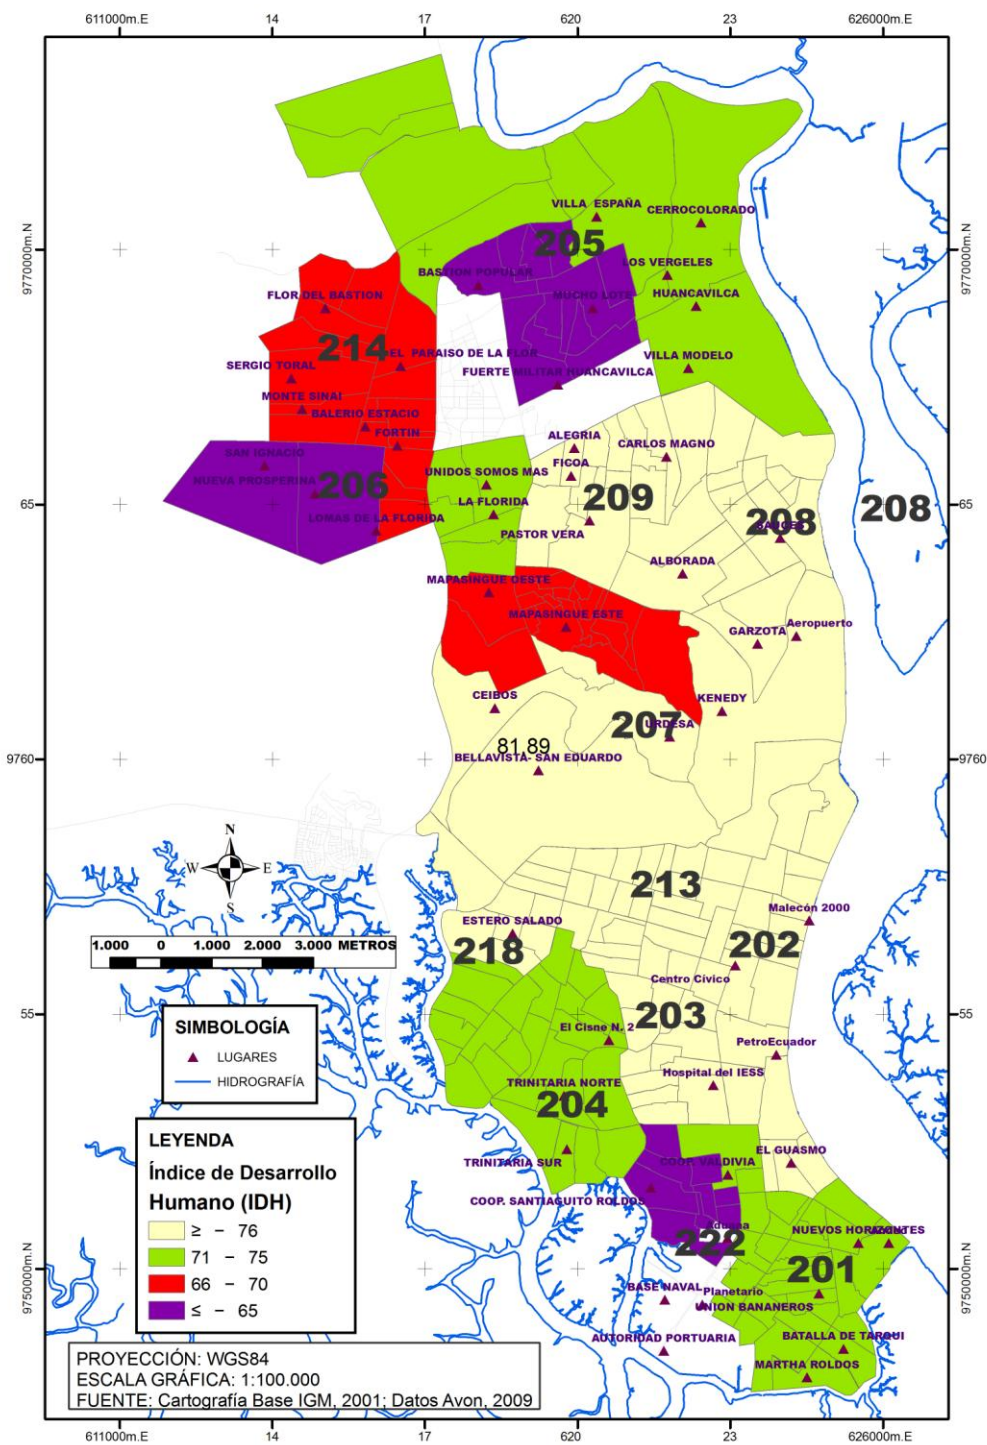 611000m.E 14 17 620 23 626000m.E
9770000m.N 9770000m.N
VILLA ESPAÑA
CERROCOLORADO
205
LOS VERGELES
BASTION POPULAR
MUCHO LOTE
HUANCAVILCA
FLOR DEL BASTION
214
EL PARAISO DE LA FLOR
VILLA MODELO
SERGIO TORAL
FUERTE MILITAR HUANCAVILCA
MONTE SINAI
BALERIO ESTACIO
FORTIN
ALEGRIA
CARLOS MAGNO
SAN IGNACIO
FICOA
UNIDOS SOMOS MAS
NUEVA PROSPERINA
206
209
LA FLORIDA
65 65
208
208
SAUCES
LOMAS DE LA FLORIDA
PASTOR VERA
ALBORADA
MAPASINGUE OESTE
MAPASINGUE ESTE
GARZOTA
Aeropuerto
CEIBOS
KENEDY
207
URDESA
81,89
BELLAVISTA- SAN EDUARDO
9760 9760
N
W E
S
213
Malecón 2000
ESTERO SALADO
218
202
1.000 0 1.000 2.000 3.000 METROS
Centro Cívico
55 55
203
SIMBOLOGÍA
El Cisne N. 2
PetroEcuador
LUGARES
HIDROGRAFÍA
TRINITARIA NORTE
Hospital del IESS
204
LEYENDA
Índice de Desarrollo
Humano (IDH)
≥ - 76
71 - 75
66 - 70
≤ - 65
TRINITARIA SUR
COOP. VALDIVIA
EL GUASMO
COOP. SANTIAGUITO ROLDOS
Aduana
222
NUEVOS HORIZONTES
201
9750000m.N 9750000m.N
BASE NAVAL
Planetario
UNION BANANEROS
AUTORIDAD PORTUARIA
BATALLA DE TARQUI
MARTHA ROLDOS
PROYECCIÓN: WGS84
ESCALA GRÁFICA: 1:100.000
FUENTE: Cartografía Base IGM, 2001; Datos Avon, 2009
611000m.E 14 17 620 23 626000m.E